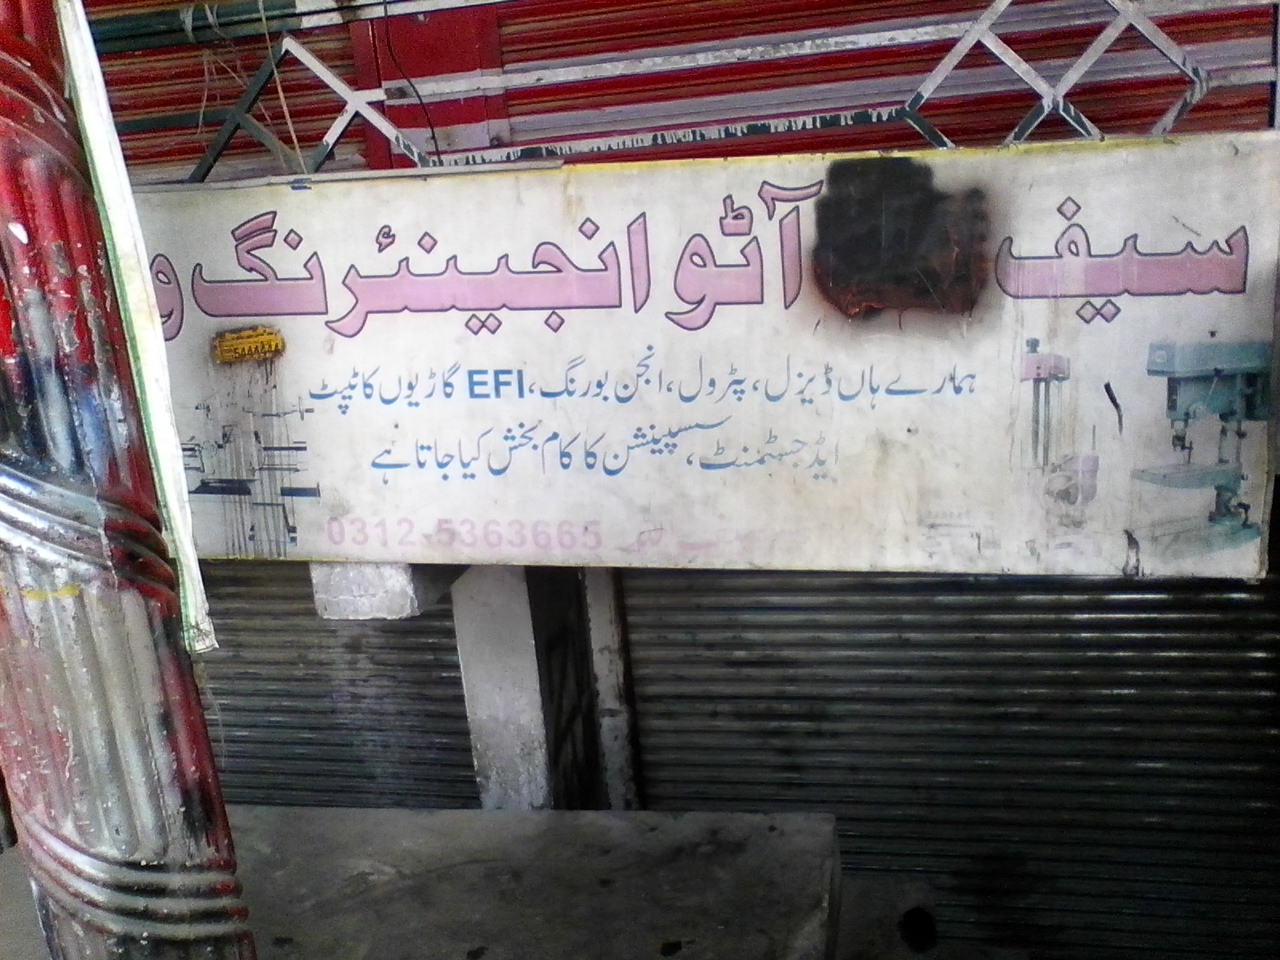 سیف آٹو انجینئرنگ و
ہمارے ہاں ڈیزل، پٹرول، انجن بورنگ، EFI گاڑیوں کا ٹیپٹ
ایڈجسٹمنٹ، سسپینشن کا کام بخش کیا جاتا ہے
0312-5363665